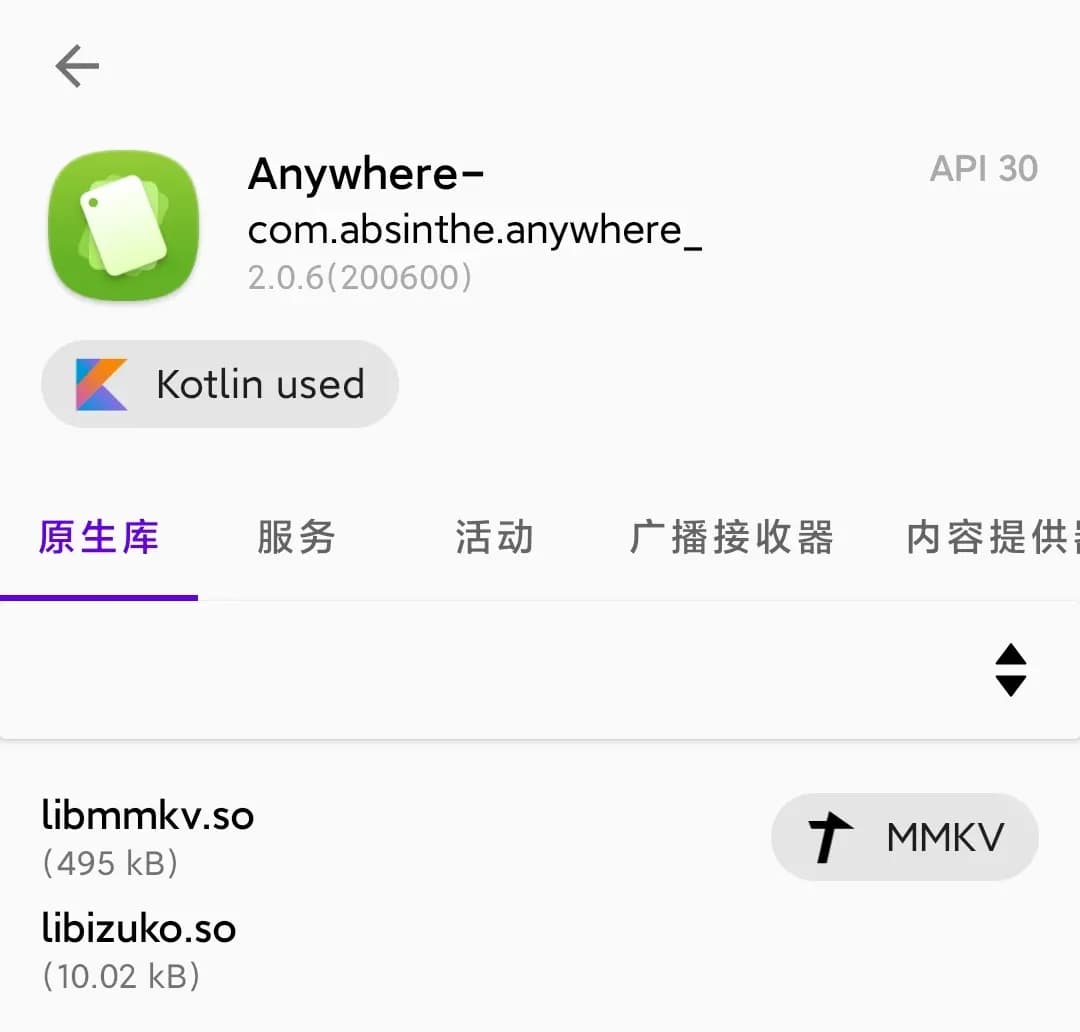 Anywhere-
API 30
com.absinthe.anywhere_
2.0.6(200600)
Kotlin used
原生库 服务 活动 广播接收器 内容提供器
libmmkv.so
MMKV
(495 kB)
libizuko.so
(10.02 kB)